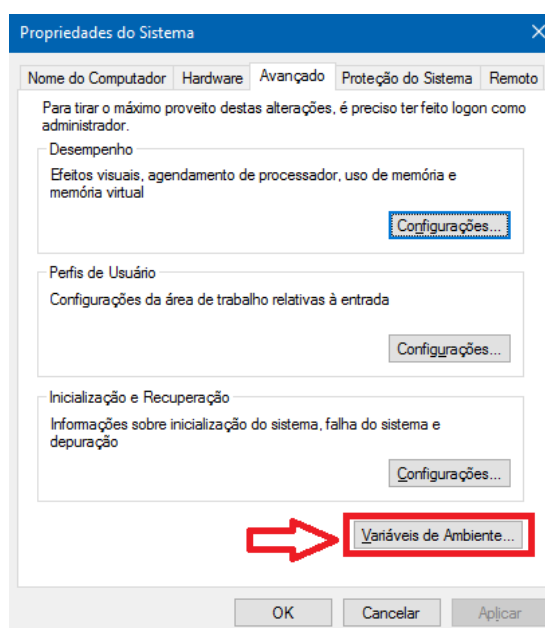 Propriedades do Sistema
Nome do Computador Hardware Avançado Proteção do Sistema Remoto
Para tirar o máximo proveito destas alterações, é preciso ter feito logon como
administrador.
Desempenho
Efeitos visuais, agendamento de processador, uso de memória e
memória virtual
Configurações...
Perfis de Usuário
Configurações da área de trabalho relativas à entrada
Configurações...
Inicialização e Recuperação
Informações sobre inicialização do sistema, falha do sistema e
depuração
Configurações...
Variáveis de Ambiente...
OK Cancelar Aplicar